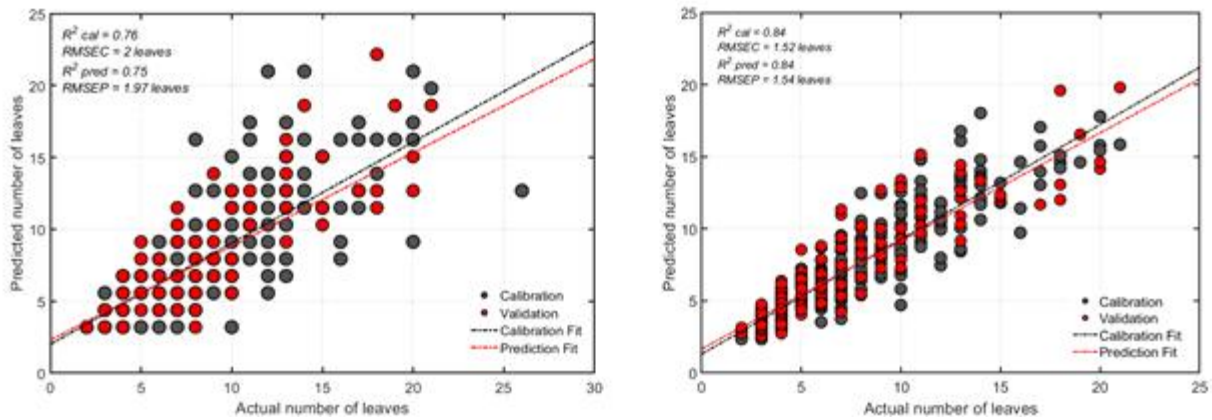 R² cal = 0.76
RMSEC = 2 leaves
R² pred = 0.75
RMSEP = 1.97 leaves
Predicted number of leaves
25
20
15
10
5
0
Calibration
Validation
Calibration Fit
Prediction Fit
0 5 10 15 20 25 30
Actual number of leaves
R² cal = 0.84
RMSEC = 1.52 leaves
R² pred = 0.84
RMSEP = 1.54 leaves
Predicted number of leaves
25
20
15
10
5
0
Calibration
Validation
Calibration Fit
Prediction Fit
0 5 10 15 20 25
Actual number of leaves